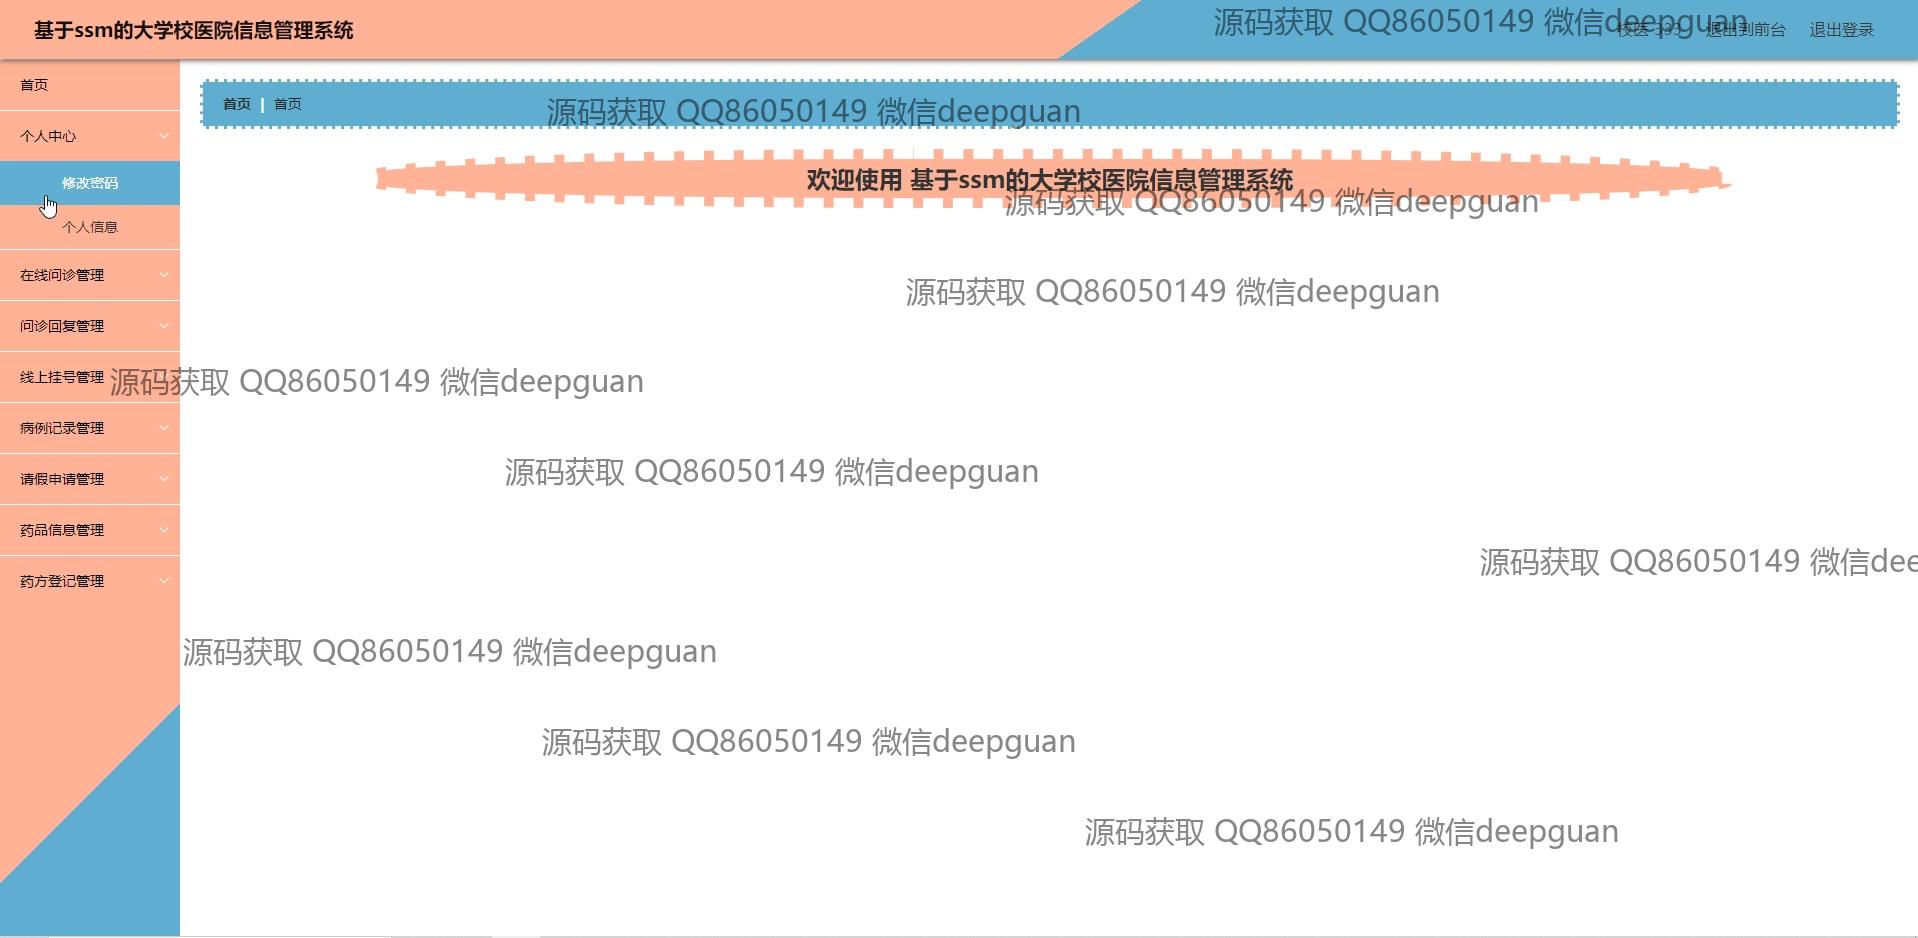 基于ssm的大学校医院信息管理系统
源码获取 QQ86050149 微信deepguan
校医 333
退出到前台
退出登录
首页
首页 | 首页
源码获取 QQ86050149 微信deepguan
个人中心
修改密码
欢迎使用 基于ssm的大学校医院信息管理系统
源码获取 QQ86050149 微信deepguan
个人信息
在线问诊管理
源码获取 QQ86050149 微信deepguan
问诊回复管理
线上挂号管理
源码获取 QQ86050149 微信deepguan
病例记录管理
请假申请管理
源码获取 QQ86050149 微信deepguan
药品信息管理
源码获取 QQ86050149 微信dee
药方登记管理
源码获取 QQ86050149 微信deepguan
源码获取 QQ86050149 微信deepguan
源码获取 QQ86050149 微信deepguan